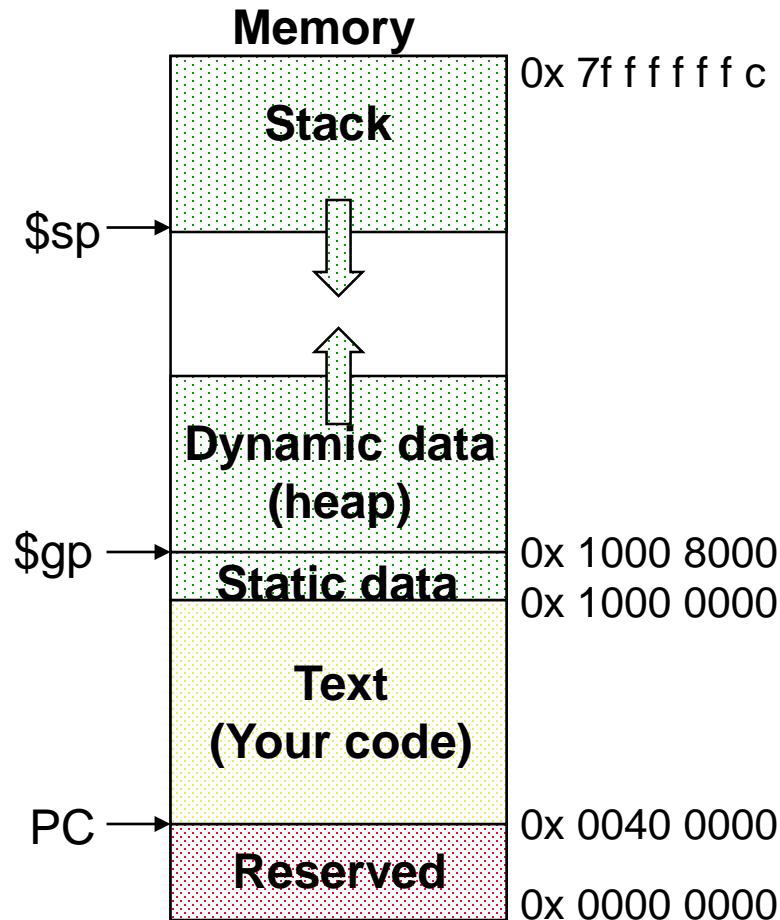 Memory
0x 7f f f f f f c
Stack
$sp
Dynamic data
(heap)
$gp
0x 1000 8000
Static data
0x 1000 0000
Text
(Your code)
PC
0x 0040 0000
Reserved
0x 0000 0000